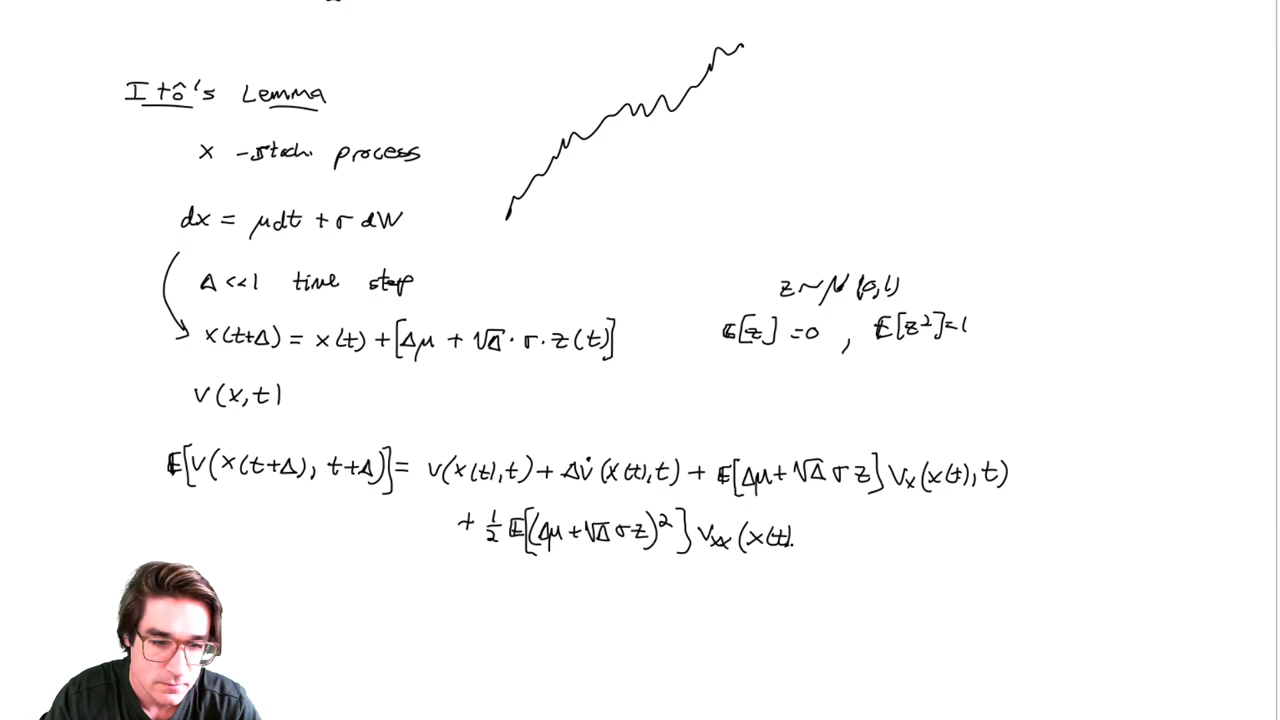 Itô's Lemma
x - stoch. process
dx = μdt + σ dW
Δ <<1 time step
z ~ N(0,1)
x(t+Δ) = x(t) + [Δμ + √Δ · σ · z(t)]
E[z] = 0 , E[z²]=1
v(x,t)
E[v(x(t+Δ), t+Δ)] = v(x(t),t) + Δv̇(x(t),t) + E[Δμ + √Δ σ z] Vₓ(x(t),t)
+ ½ E[(Δμ + √Δ σ z)²] Vₓₓ(x(t),